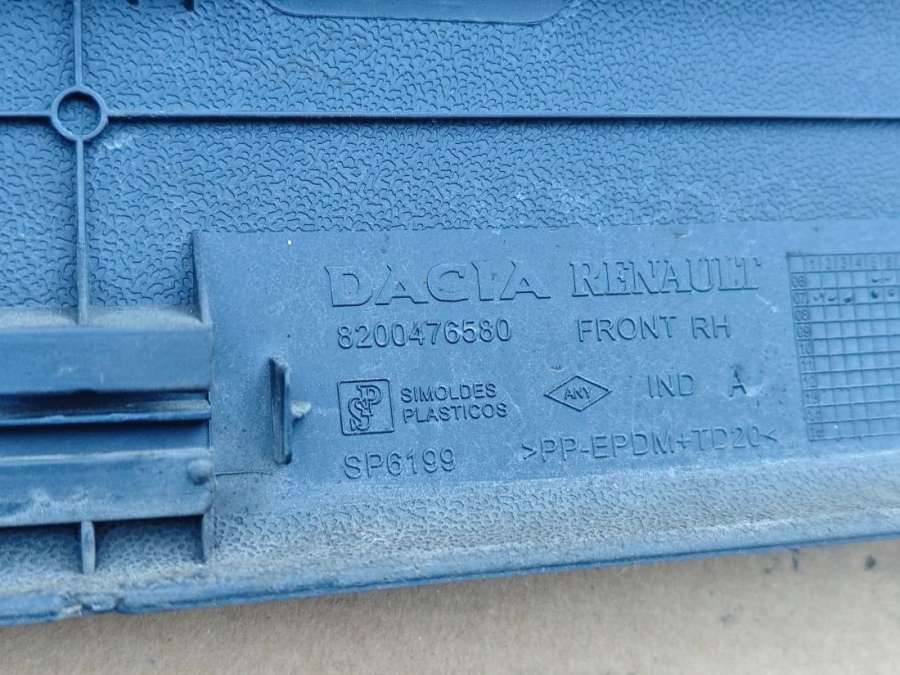 DACIA RENAULT
8200476580 FRONT RH
SIMOLDES
PLASTICOS
ANY
IND A
SP6199
>PP-EPDM+TD20<